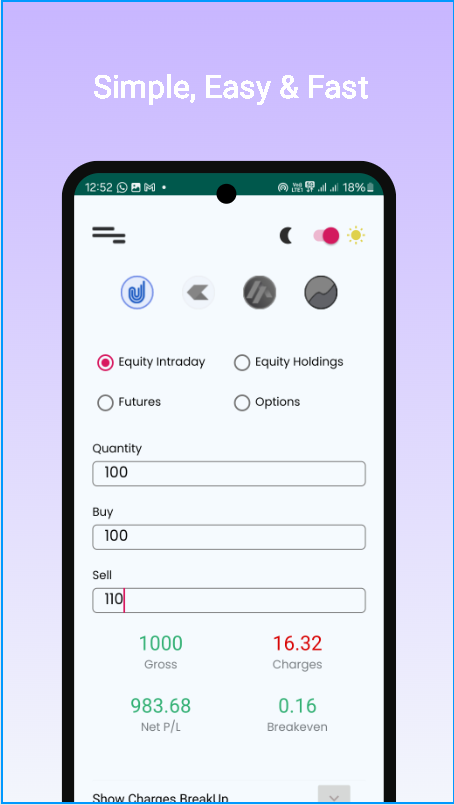 Simple, Easy & Fast
12:52 18%
Equity Intraday Equity Holdings
Futures Options
Quantity
100
Buy
100
Sell
110
1000 16.32
Gross Charges
983.68 0.16
Net P/L Breakeven
Show Charges BreakUp